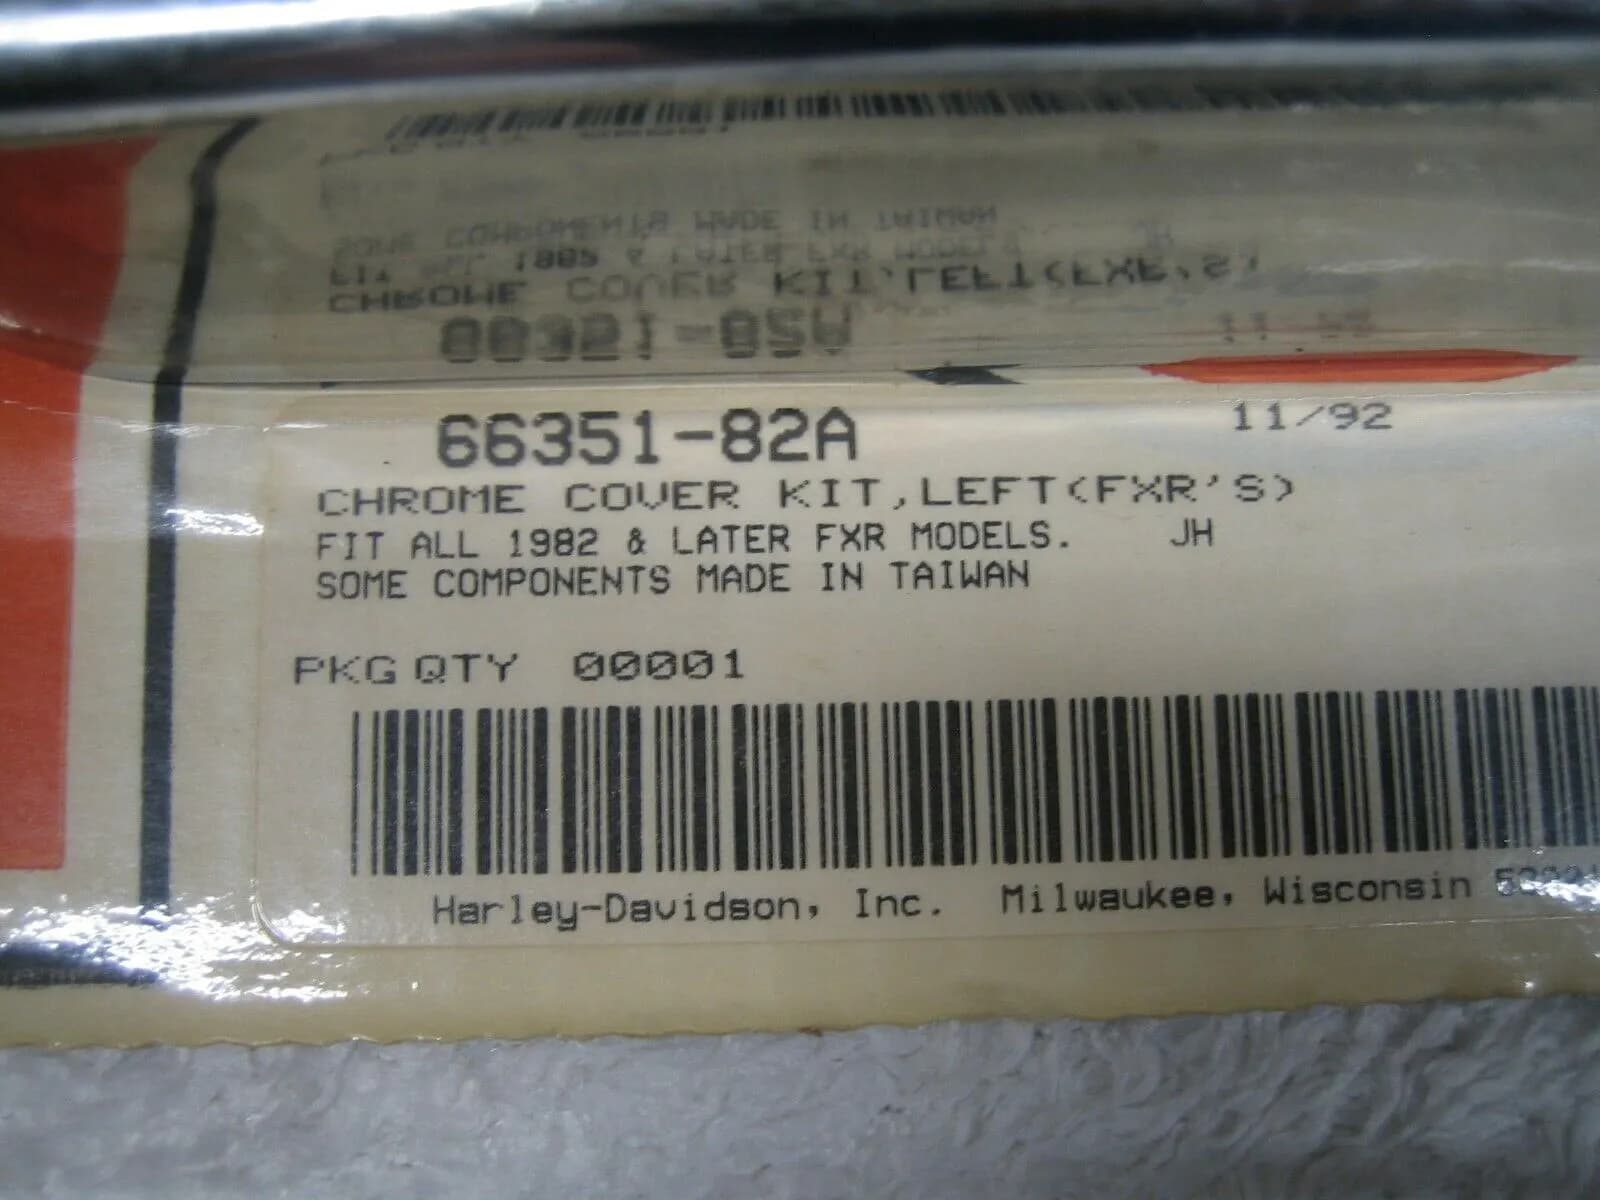 66351-82A 11/92
CHROME COVER KIT,LEFT(FXR'S)
FIT ALL 1982 & LATER FXR MODELS. JH
SOME COMPONENTS MADE IN TAIWAN
PKG QTY 00001
Harley-Davidson, Inc. Milwaukee, Wisconsin